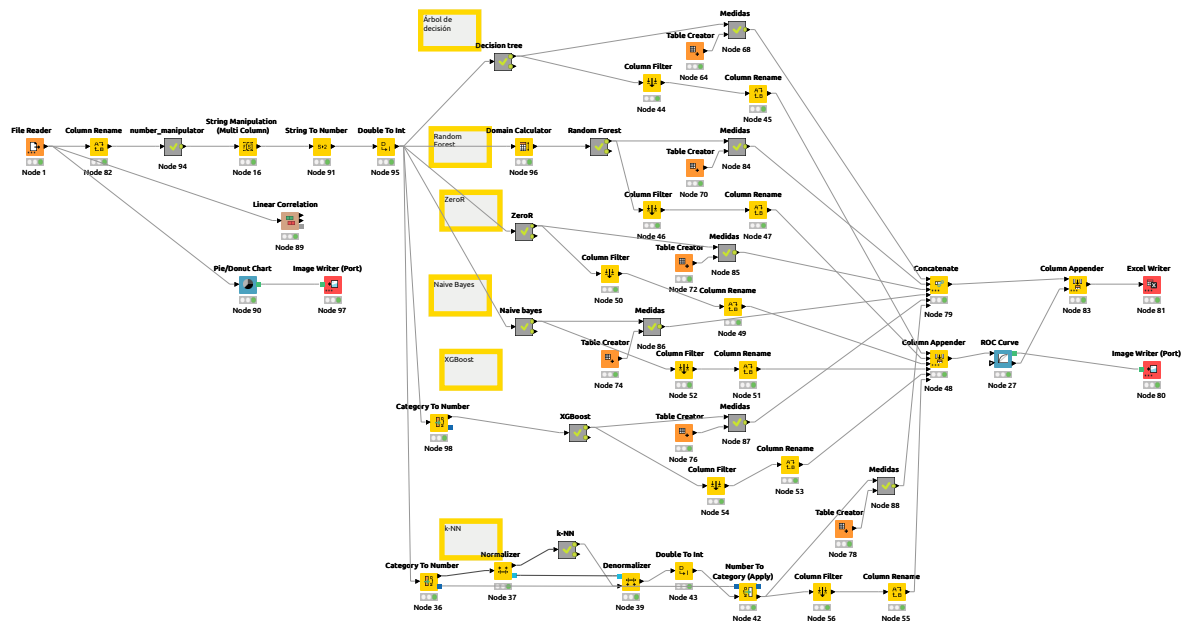 Árbol de
decisión
Medidas
Node 68
Table Creator
Node 64
Decision tree
Column Filter
Node 44
Column Rename
Node 45
File Reader
Node 1
Column Rename
Node 82
number_manipulator
Node 94
String Manipulation
(Multi Column)
Node 16
String To Number
Node 91
Double To Int
Node 95
Random
Forest
Domain Calculator
Node 96
Random Forest
Medidas
Node 84
Table Creator
Node 70
Column Filter
Node 46
Column Rename
Node 47
Linear Correlation
Node 89
ZeroR
ZeroR
Medidas
Node 85
Table Creator
Node 72
Column Filter
Node 50
Column Rename
Node 49
Pie/Donut Chart
Node 90
Image Writer (Port)
Node 97
Naive Bayes
Naive bayes
Medidas
Node 86
Table Creator
Node 74
Column Filter
Node 52
Column Rename
Node 51
Concatenate
Node 79
Column Appender
Node 83
Excel Writer
Node 81
Column Appender
Node 48
ROC Curve
Node 27
Image Writer (Port)
Node 80
XGBoost
Category To Number
Node 98
XGBoost
Medidas
Node 87
Table Creator
Node 76
Column Filter
Node 54
Column Rename
Node 53
Medidas
Node 88
Table Creator
Node 78
k-NN
k-NN
Category To Number
Node 36
Normalizer
Node 37
Denormalizer
Node 39
Double To Int
Node 43
Number To
Category (Apply)
Node 42
Column Filter
Node 56
Column Rename
Node 55